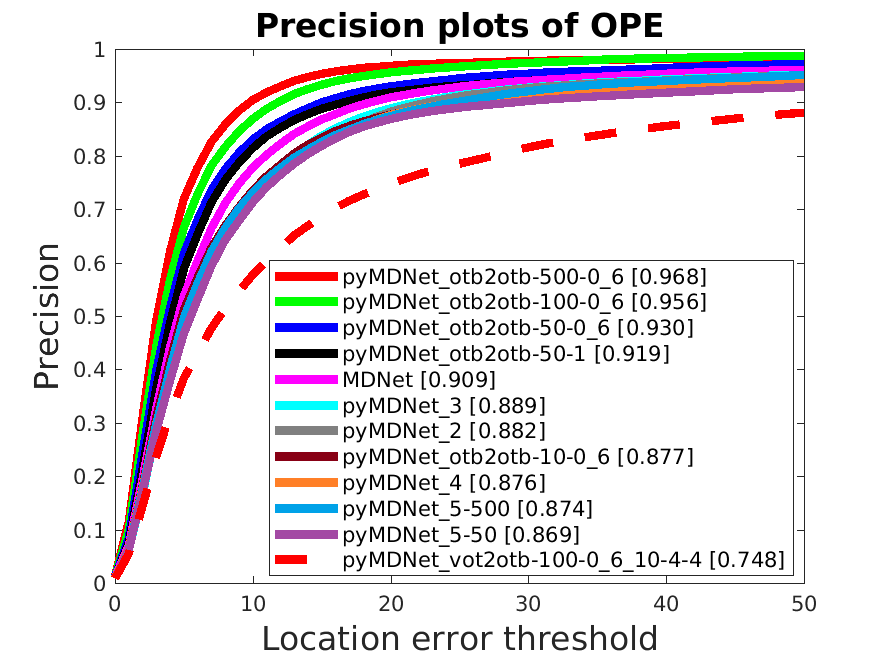 Precision plots of OPE
1
0.9
0.8
0.7
0.6
0.5
0.4
0.3
0.2
0.1
0
Precision
pyMDNet_otb2otb-500-0_6 [0.968]
pyMDNet_otb2otb-100-0_6 [0.956]
pyMDNet_otb2otb-50-0_6 [0.930]
pyMDNet_otb2otb-50-1 [0.919]
MDNet [0.909]
pyMDNet_3 [0.889]
pyMDNet_2 [0.882]
pyMDNet_otb2otb-10-0_6 [0.877]
pyMDNet_4 [0.876]
pyMDNet_5-500 [0.874]
pyMDNet_5-50 [0.869]
pyMDNet_vot2otb-100-0_6_10-4-4 [0.748]
0 10 20 30 40 50
Location error threshold